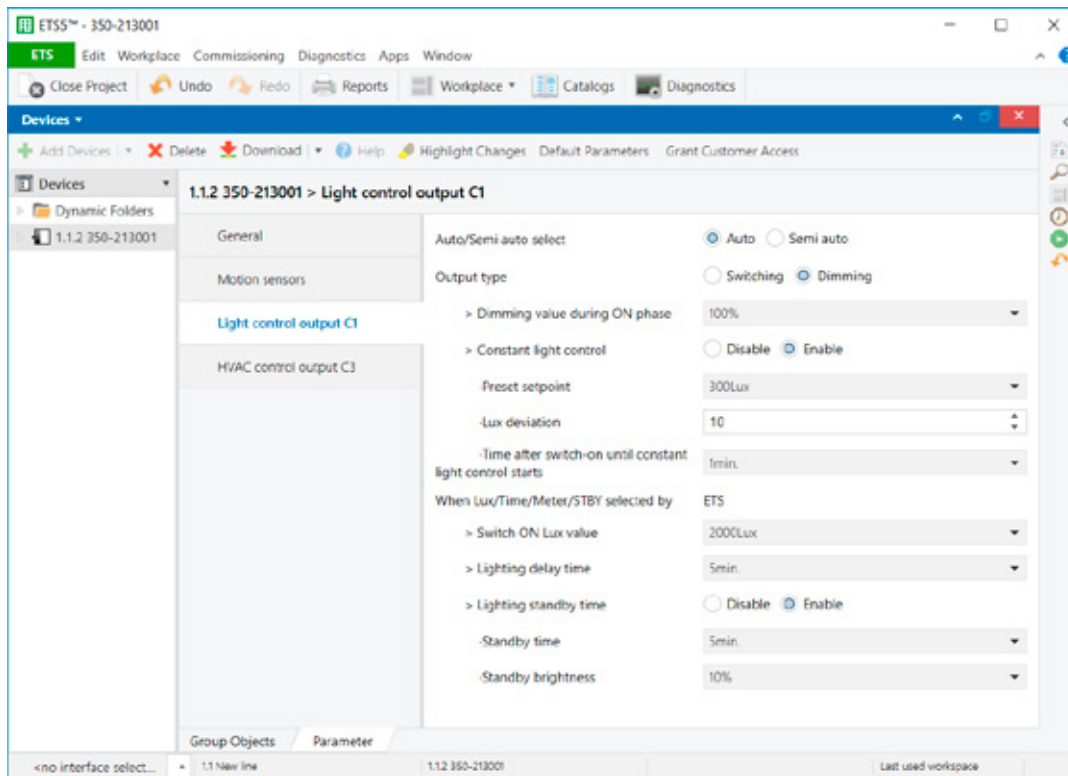 ETS5™ - 350-213001
ETS Edit Workplace Commissioning Diagnostics Apps Window
Close Project Undo Redo Reports Workplace Catalogs Diagnostics
Devices
Add Devices Delete Download Help Highlight Changes Default Parameters Grant Customer Access
Devices
Dynamic Folders
1.1.2 350-213001
1.1.2 350-213001 > Light control output C1
General
Motion sensors
Light control output C1
HVAC control output C3
Auto/Semi auto select Auto Semi auto
Output type Switching Dimming
> Dimming value during ON phase 100%
> Constant light control Disable Enable
-Preset setpoint 300Lux
-Lux deviation 10
-Time after switch-on until constant
light control starts 1min.
When Lux/Time/Meter/STBY selected by ETS
> Switch ON Lux value 2000Lux
> Lighting delay time 5min.
> Lighting standby time Disable Enable
-Standby time 5min.
-Standby brightness 10%
Group Objects Parameter
<no interface select... 1.1 New line 1.1.2 350-213001 Last used workspace